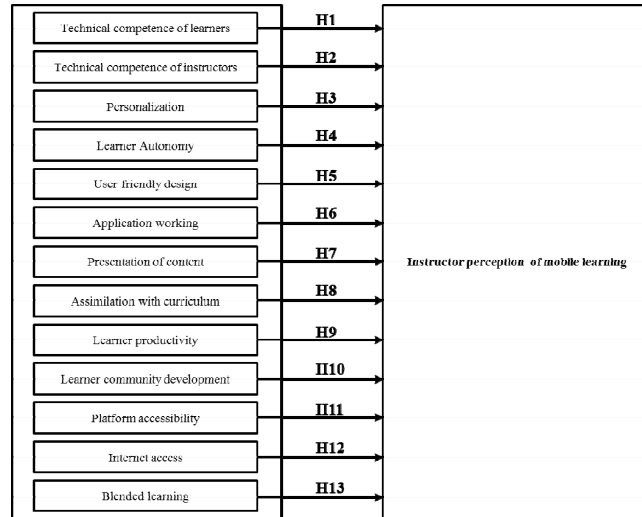 Technical competence of learners
H1
Technical competence of instructors
H2
Personalization
H3
Learner Autonomy
H4
User friendly design
H5
Application working
H6
Presentation of content
H7
Instructor perception of mobile learning
Assimilation with curriculum
H8
Learner productivity
H9
Learner community development
H10
Platform accessibility
H11
Internet access
H12
Blended learning
H13